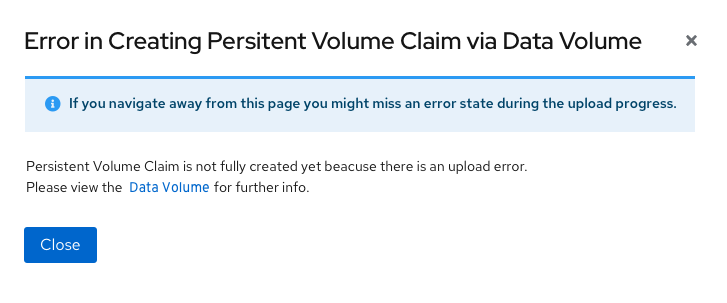 Error in Creating Persitent Volume Claim via Data Volume
If you navigate away from this page you might miss an error state during the upload progress.
Persistent Volume Claim is not fully created yet beacuse there is an upload error.
Please view the Data Volume for further info.
Close